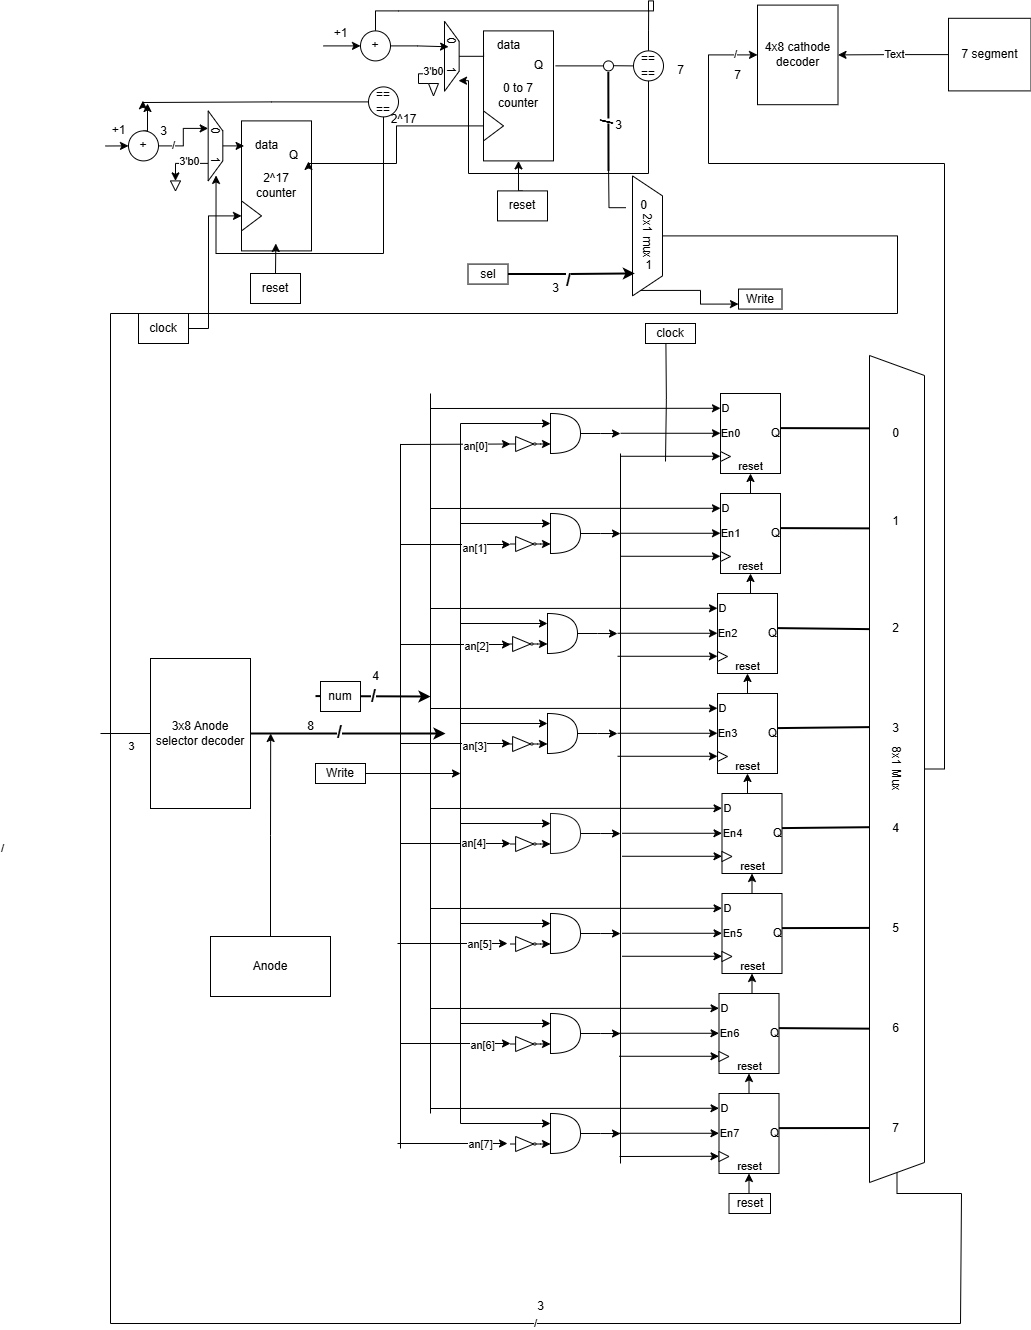 +1
+
0
1
3'b0
data
Q
0 to 7
counter
==
==
7
/
7
4x8 cathode
decoder
Text
7 segment
+1
+
3
/
0
1
3'b0
data
Q
2^17
counter
==
==
2^17
3
reset
reset
sel
3
/
0
2x1 mux
1
Write
clock
clock
D
En0
Q
reset
an[0]
0
D
En1
Q
reset
an[1]
1
D
En2
Q
reset
an[2]
2
3x8 Anode
selector decoder
3
num
4
/
8
/
Write
D
En3
Q
reset
an[3]
3
8x1 Mux
D
En4
Q
reset
an[4]
4
/
D
En5
Q
reset
an[5]
5
Anode
D
En6
Q
reset
an[6]
6
D
En7
Q
reset
an[7]
7
reset
3
/